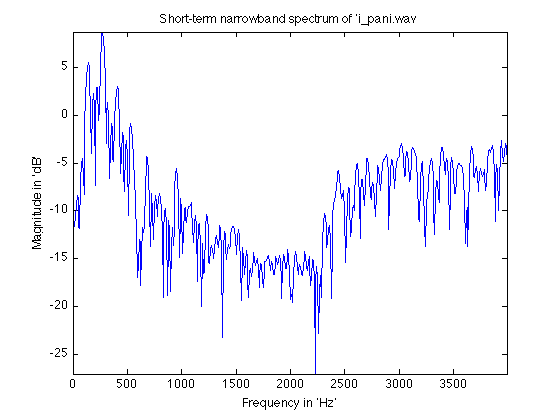 Short-term narrowband spectrum of 'i_pani.wav
Magnitude in 'dB'
5
0
-5
-10
-15
-20
-25
0 500 1000 1500 2000 2500 3000 3500
Frequency in 'Hz'